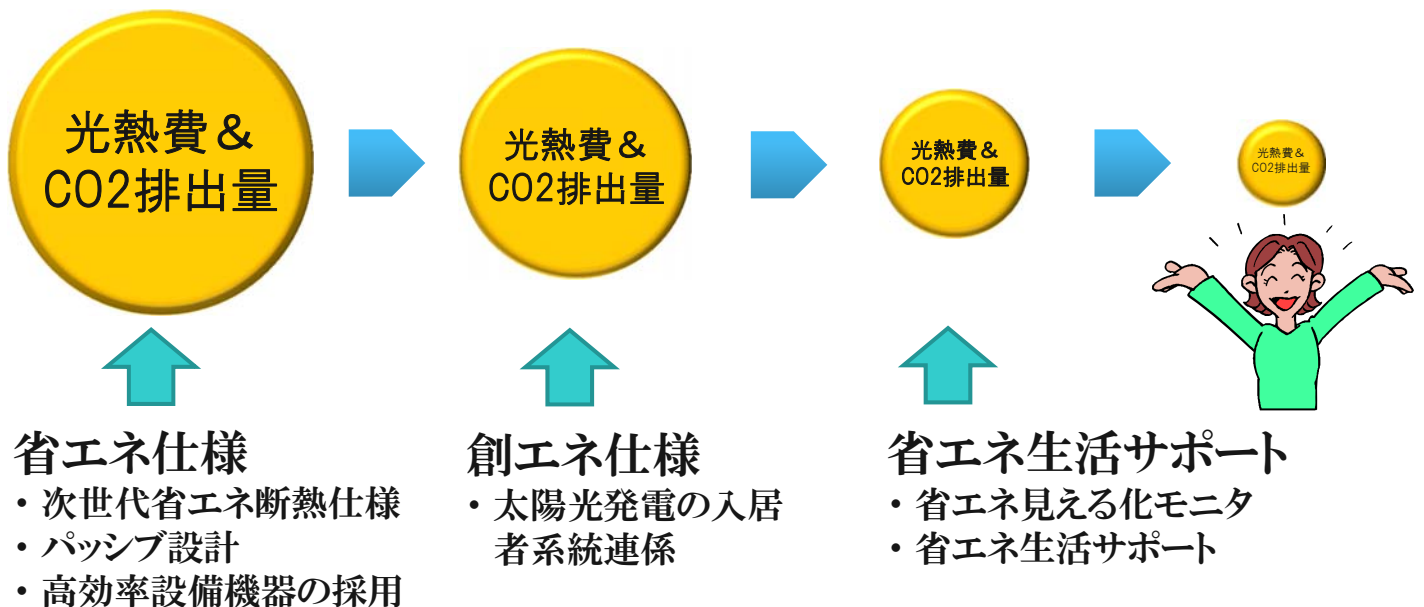 光熱費＆
CO2排出量
光熱費＆
CO2排出量
光熱費＆
CO2排出量
光熱費＆
CO2排出量
省エネ仕様
・次世代省エネ断熱仕様
・パッシブ設計
・高効率設備機器の採用
創エネ仕様
・太陽光発電の入居
者系統連係
省エネ生活サポート
・省エネ見える化モニタ
・省エネ生活サポート